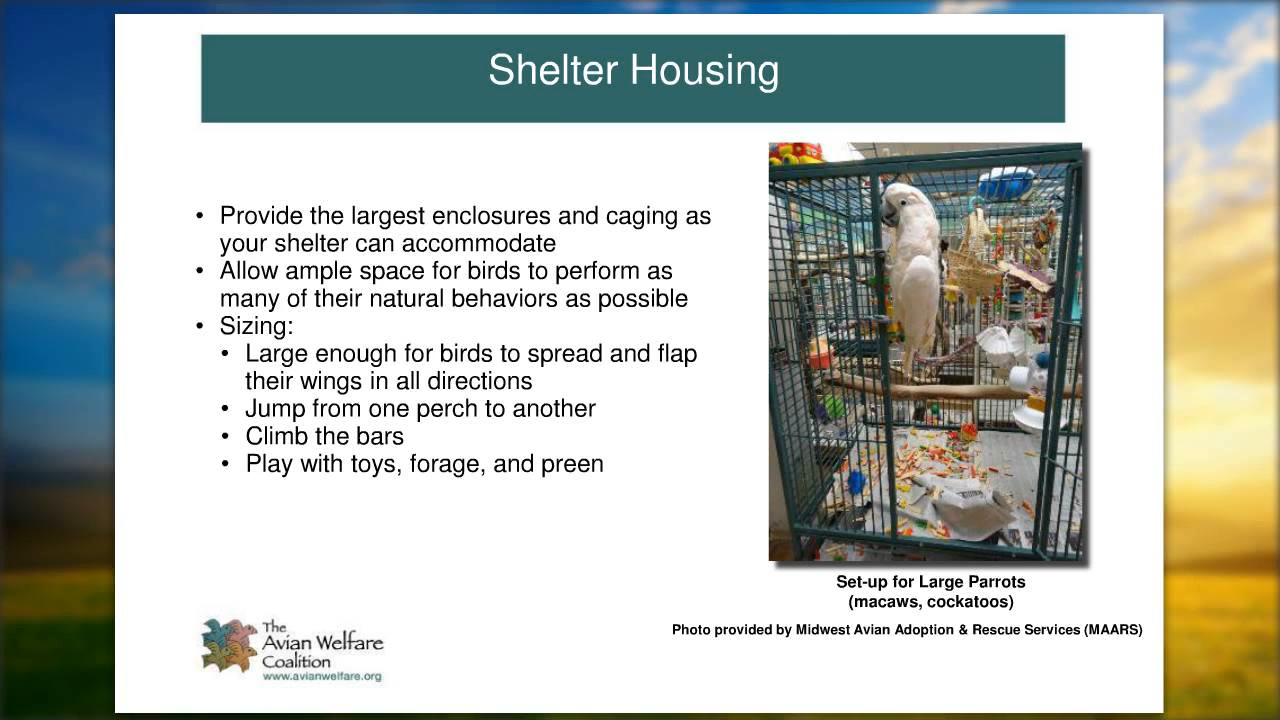 Shelter Housing
• Provide the largest enclosures and caging as
your shelter can accommodate
• Allow ample space for birds to perform as
many of their natural behaviors as possible
• Sizing:
• Large enough for birds to spread and flap
their wings in all directions
• Jump from one perch to another
• Climb the bars
• Play with toys, forage, and preen
Set-up for Large Parrots
(macaws, cockatoos)
Photo provided by Midwest Avian Adoption & Rescue Services (MAARS)
The
Avian Welfare
Coalition
www.avianwelfare.org